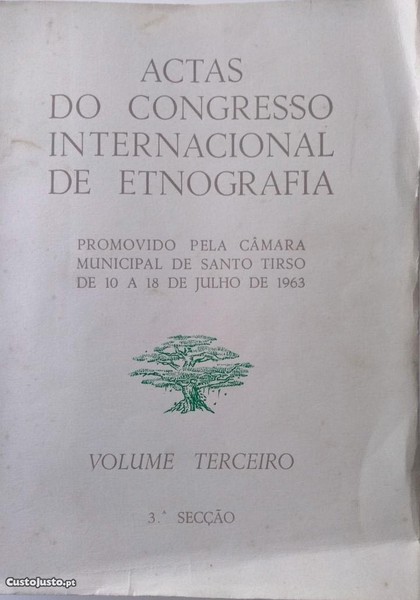 ACTAS
DO CONGRESSO
INTERNACIONAL
DE ETNOGRAFIA
PROMOVIDO PELA CÂMARA
MUNICIPAL DE SANTO TIRSO
DE 10 A 18 DE JULHO DE 1963
VOLUME TERCEIRO
3.ª SECÇÃO
CustoJusto.pt